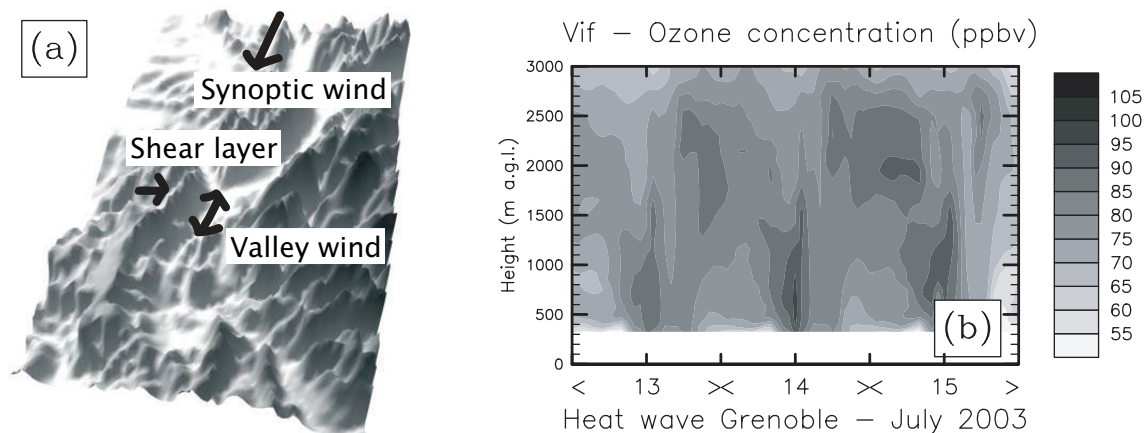 (a)
Synoptic wind
Shear layer
Valley wind
Vif – Ozone concentration (ppbv)
Height (m a.g.l.)
3000
2500
2000
1500
1000
500
0
(b)
< 13 >< 14 >< 15 >
Heat wave Grenoble – July 2003
105
100
95
90
85
80
75
70
65
60
55